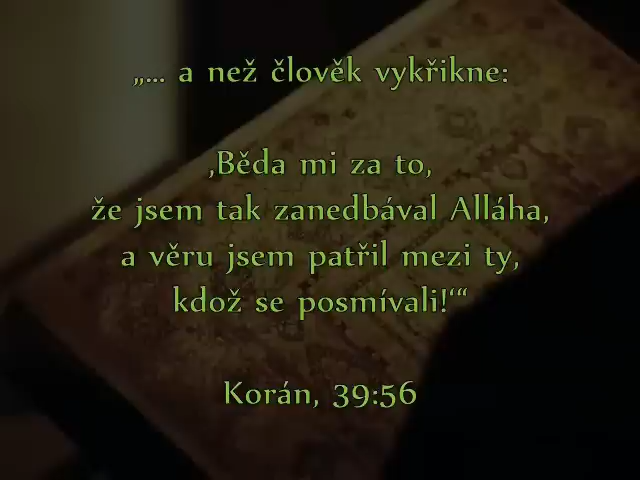 „... a než člověk vykřikne:
‚Běda mi za to,
že jsem tak zanedbával Alláha,
a věru jsem patřil mezi ty,
kdož se posmívali!‘“
Korán, 39:56